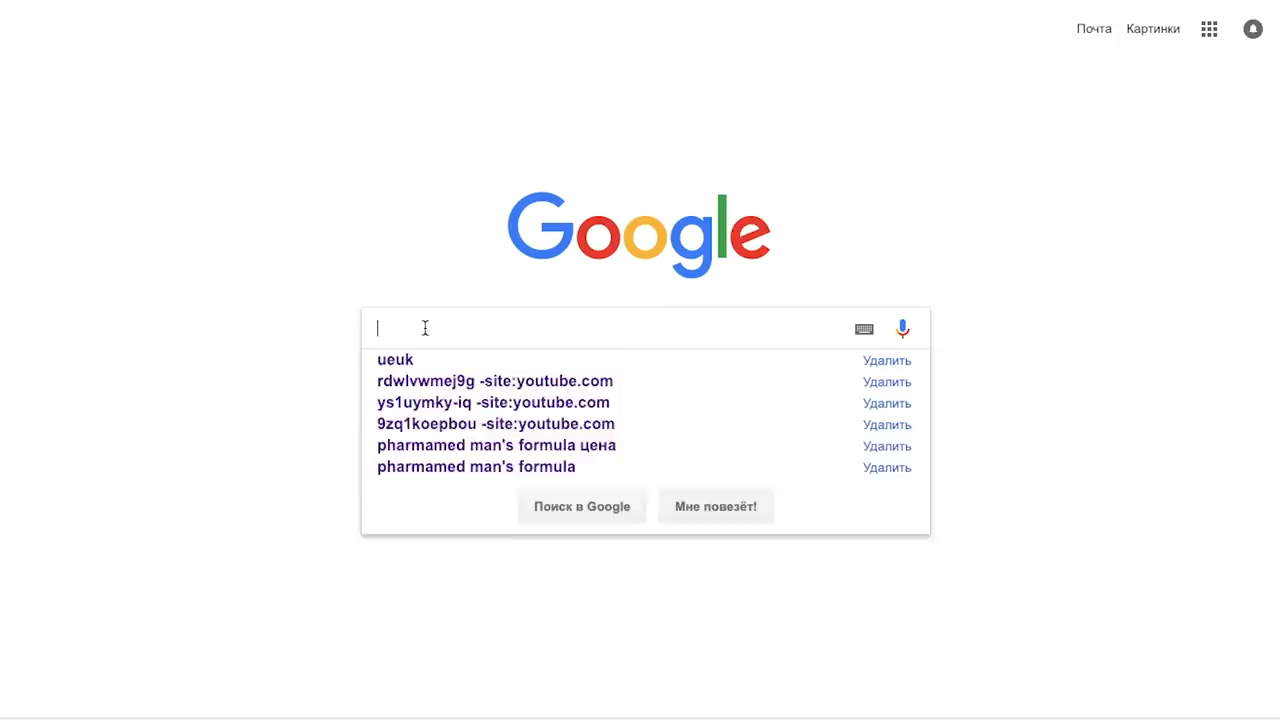 Почта Картинки
Google
ueuk Удалить
rdwlvwmej9g -site:youtube.com Удалить
ys1uymky-iq -site:youtube.com Удалить
9zq1koepbou -site:youtube.com Удалить
pharmamed man's formula цена Удалить
pharmamed man's formula Удалить
Поиск в Google Мне повезёт!